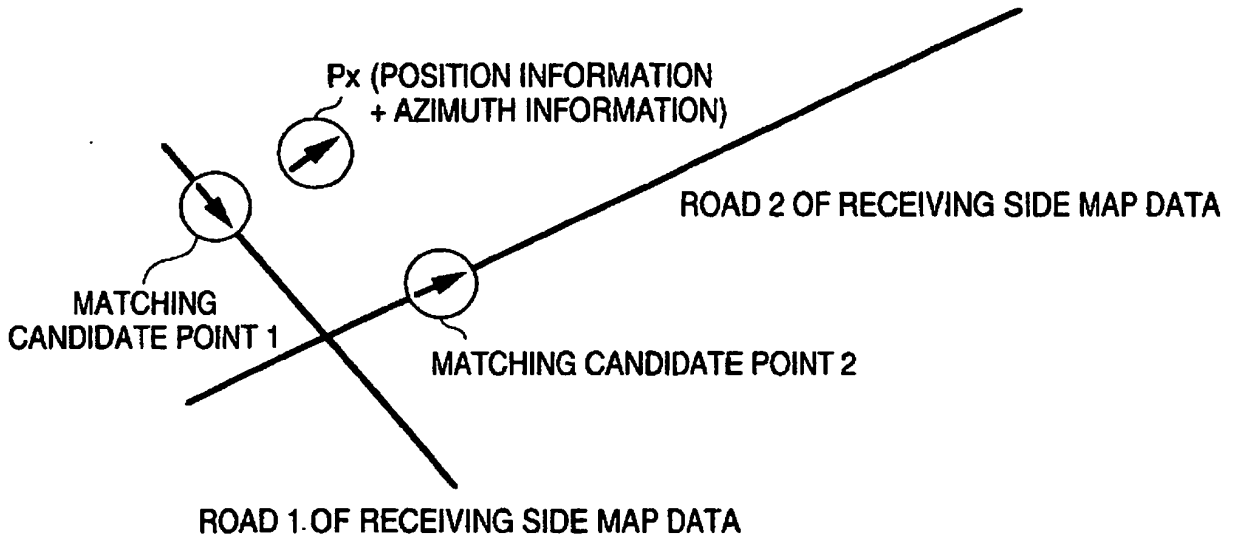 Px (POSITION INFORMATION
+ AZIMUTH INFORMATION)
ROAD 2 OF RECEIVING SIDE MAP DATA
MATCHING
CANDIDATE POINT 1
MATCHING CANDIDATE POINT 2
ROAD 1. OF RECEIVING SIDE MAP DATA